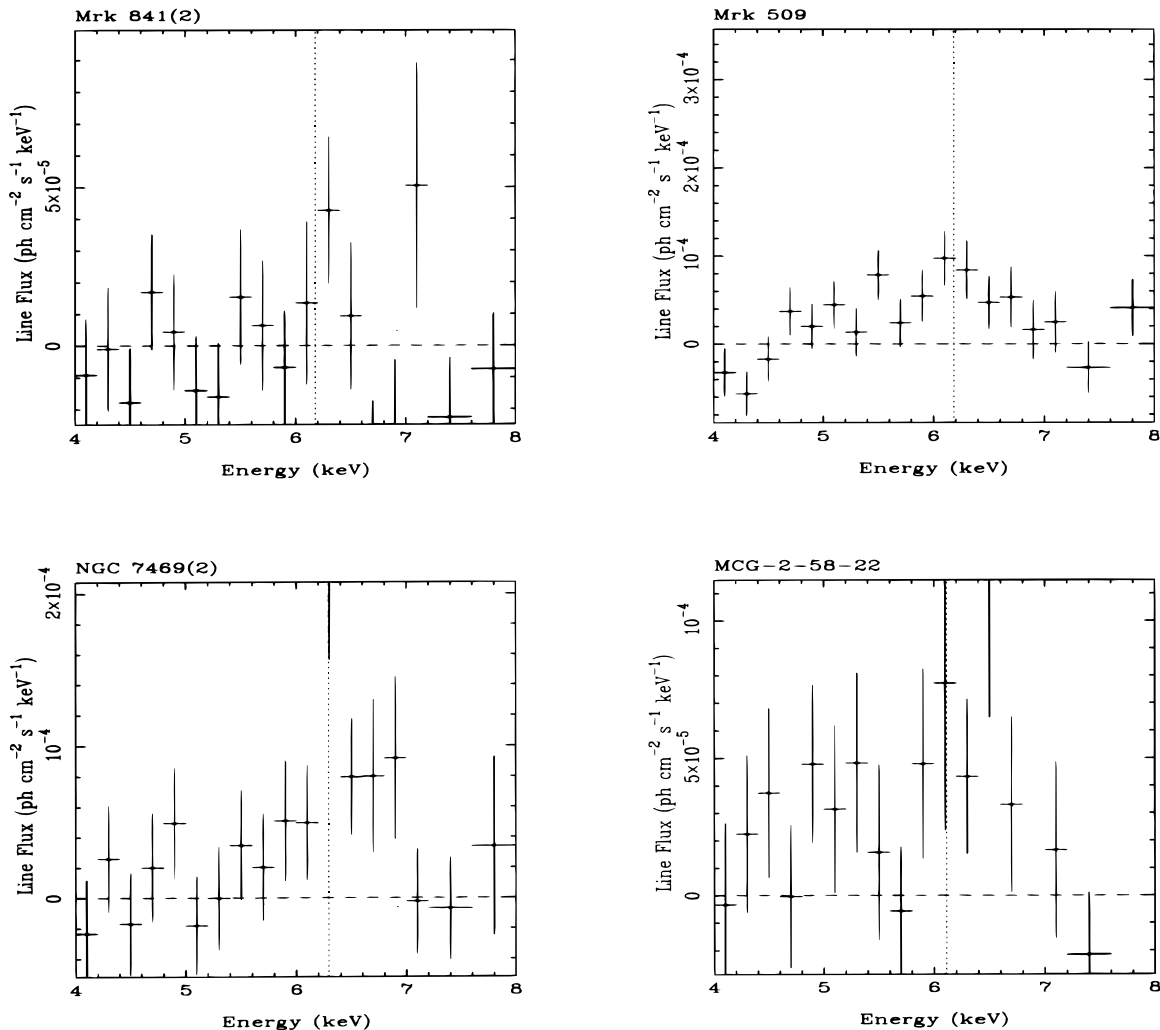 Mrk 841(2)
Line Flux (ph cm⁻² s⁻¹ keV⁻¹)
5×10⁻⁵
0
4 5 6 7 8
Energy (keV)
Mrk 509
Line Flux (ph cm⁻² s⁻¹ keV⁻¹)
3×10⁻⁴
2×10⁻⁴
10⁻⁴
0
4 5 6 7 8
Energy (keV)
NGC 7469(2)
Line Flux (ph cm⁻² s⁻¹ keV⁻¹)
2×10⁻⁴
10⁻⁴
0
4 5 6 7 8
Energy (keV)
MCG-2-58-22
Line Flux (ph cm⁻² s⁻¹ keV⁻¹)
10⁻⁴
5×10⁻⁵
0
4 5 6 7 8
Energy (keV)